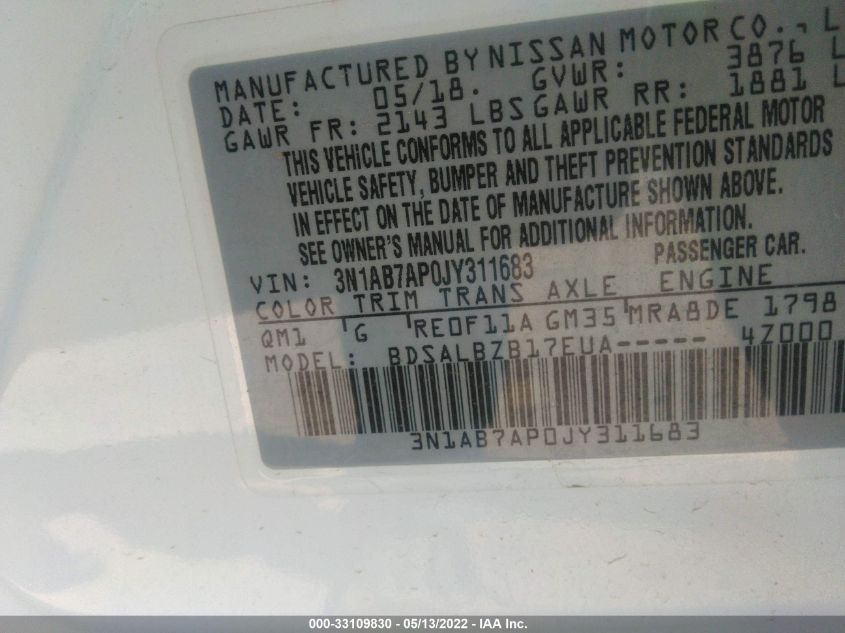 MANUFACTURED BY NISSAN MOTOR CO., L
DATE: 05/18. GVWR: 3876 L
GAWR FR: 2143 LBS GAWR RR: 1881 L
THIS VEHICLE CONFORMS TO ALL APPLICABLE FEDERAL MOTOR
VEHICLE SAFETY, BUMPER AND THEFT PREVENTION STANDARDS
IN EFFECT ON THE DATE OF MANUFACTURE SHOWN ABOVE.
SEE OWNER'S MANUAL FOR ADDITIONAL INFORMATION.
VIN: 3N1AB7AP0JY311683 PASSENGER CAR.
COLOR TRIM TRANS AXLE ENGINE
QM1 G RE0F11A GM35 MRA8DE 1798
MODEL: BDSALBZB17EUA----- 4Z000
3N1AB7AP0JY311683
000-33109830 - 05/13/2022 - IAA Inc.